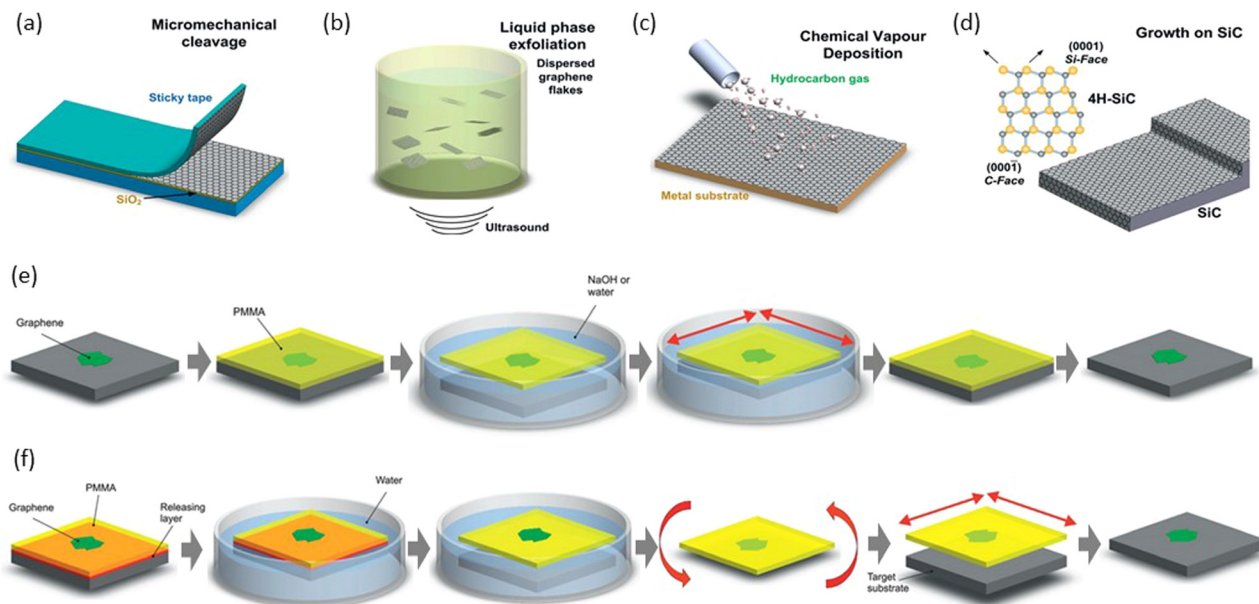 (a)
Micromechanical
cleavage
Sticky tape
SiO₂
(b)
Liquid phase
exfoliation
Dispersed
graphene
flakes
Ultrasound
(c)
Chemical Vapour
Deposition
Hydrocarbon gas
Metal substrate
(d)
Growth on SiC
(0001)
Si-Face
4H-SiC
(0001̅)
C-Face
SiC
(e)
Graphene
PMMA
NaOH or
water
(f)
PMMA
Graphene
Releasing
layer
Water
Target
substrate